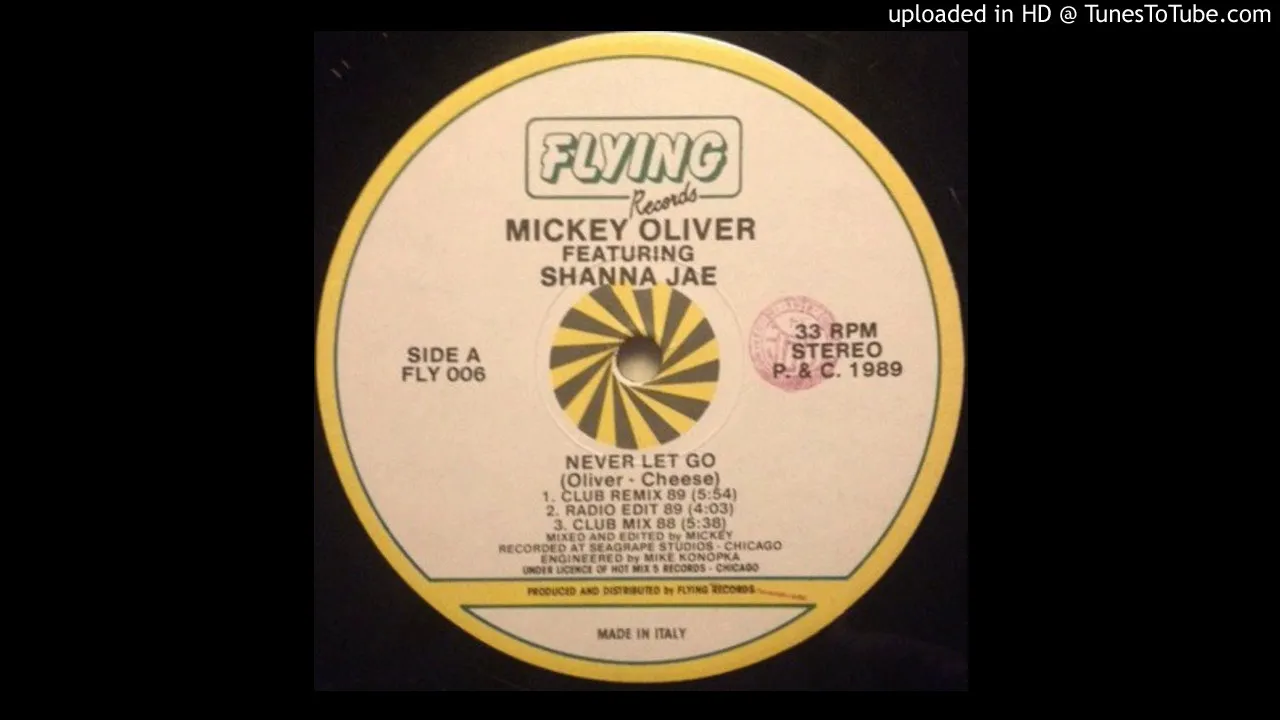 uploaded in HD @ TunesToTube.com
FLYING
Records
MICKEY OLIVER
FEATURING
SHANNA JAE
SIDE A
FLY 006
33 RPM
STEREO
P. & C. 1989
NEVER LET GO
(Oliver - Cheese)
1. CLUB REMIX 89 (5:54)
2. RADIO EDIT 89 (4:03)
3. CLUB MIX 88 (5:38)
MIXED AND EDITED by MICKEY
RECORDED AT SEAGRAPE STUDIOS - CHICAGO
ENGINEERED by MIKE KONOPKA
UNDER LICENCE OF HOT MIX 5 RECORDS - CHICAGO
PRODUCED AND DISTRIBUTED by FLYING RECORDS
MADE IN ITALY